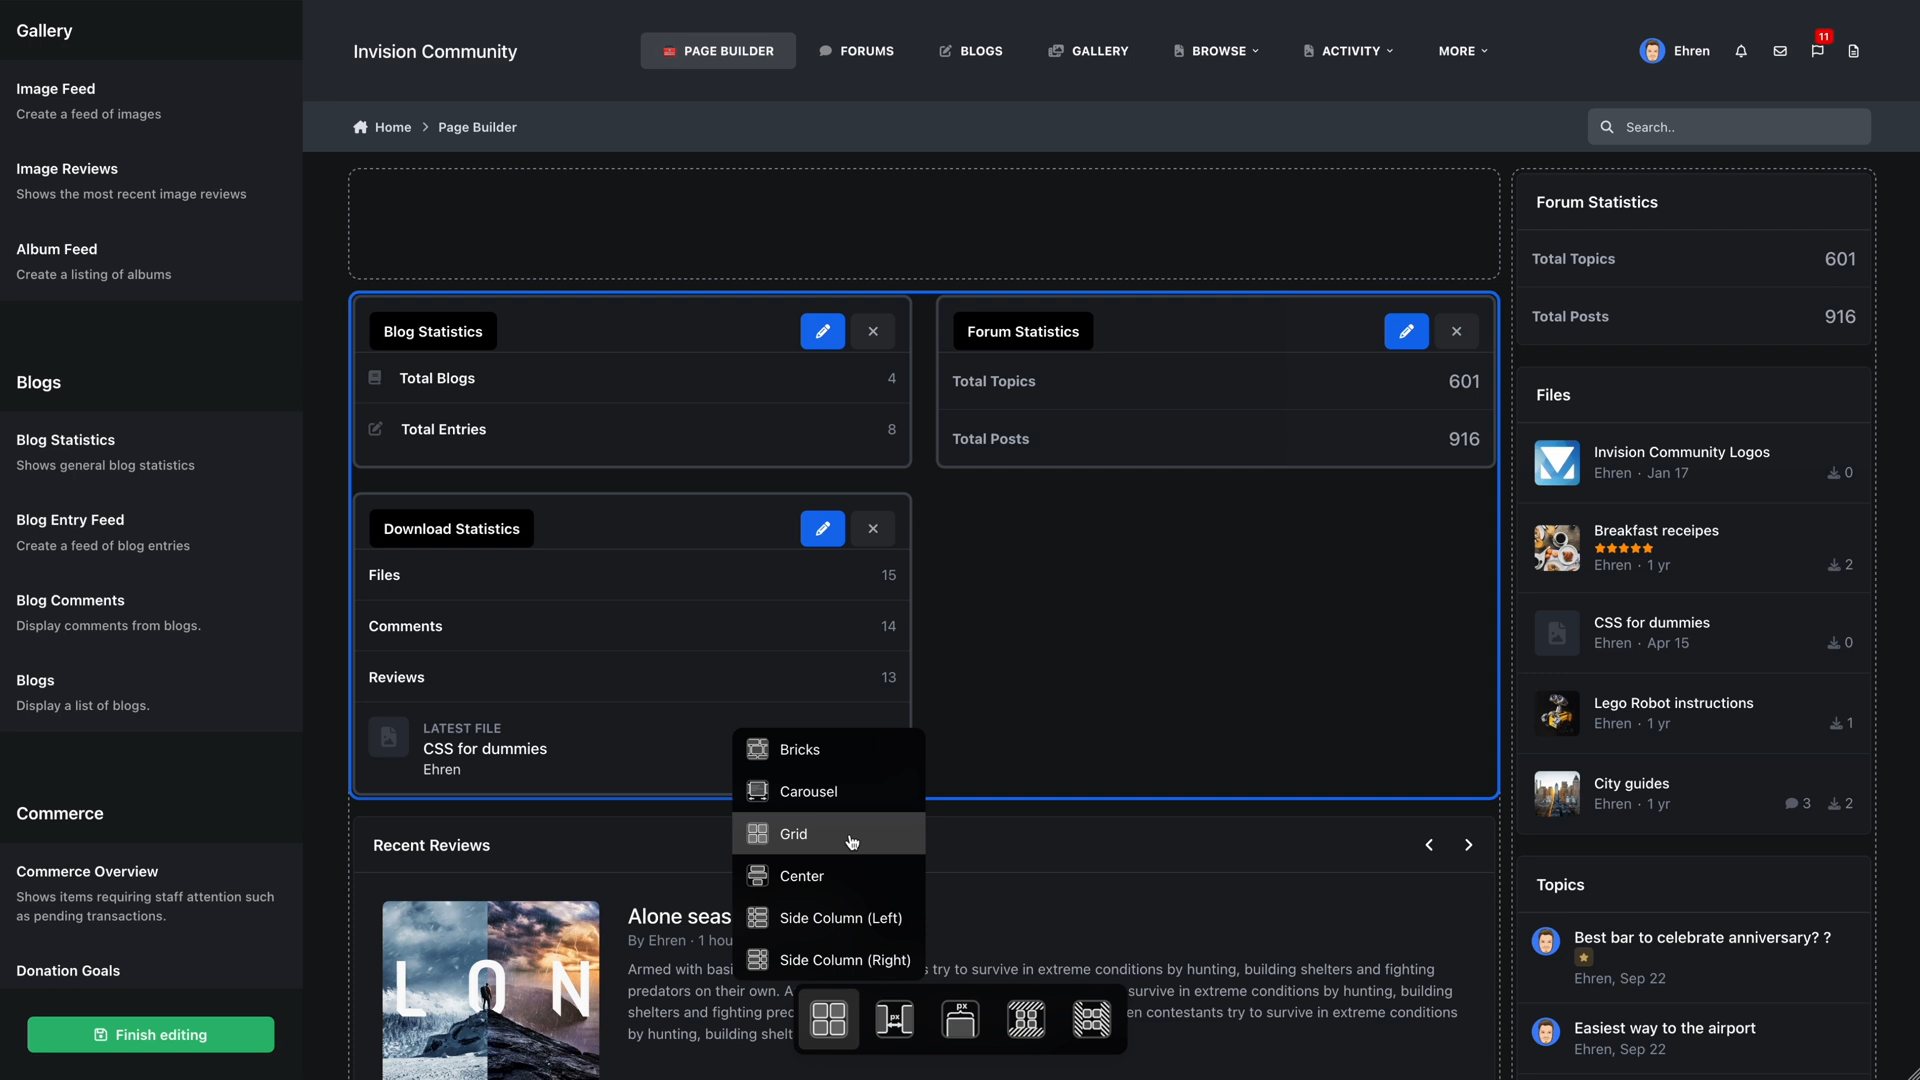 Gallery
Image Feed
Create a feed of images
Image Reviews
Shows the most recent image reviews
Album Feed
Create a listing of albums
Blogs
Blog Statistics
Shows general blog statistics
Blog Entry Feed
Create a feed of blog entries
Blog Comments
Display comments from blogs.
Blogs
Display a list of blogs.
Commerce
Commerce Overview
Shows items requiring staff attention such
as pending transactions.
Donation Goals
Finish editing
Invision Community
PAGE BUILDER
FORUMS
BLOGS
GALLERY
BROWSE
ACTIVITY
MORE
Ehren
11
Home
Page Builder
Search..
Blog Statistics
Total Blogs
4
Total Entries
8
Forum Statistics
Total Topics
601
Total Posts
916
Download Statistics
Files
15
Comments
14
Reviews
13
LATEST FILE
CSS for dummies
Ehren
Bricks
Carousel
Grid
Center
Side Column (Left)
Side Column (Right)
px
px
Recent Reviews
LON
Alone seas
By Ehren · 1 hou
Armed with basi s try to survive in extreme conditions by hunting, building shelters and fighting
predators on their own. A survive in extreme conditions by hunting, building
shelters and fighting pred en contestants try to survive in extreme conditions
by hunting, building shelt
Forum Statistics
Total Topics
601
Total Posts
916
Files
Invision Community Logos
Ehren · Jan 17
0
Breakfast receipes
Ehren · 1 yr
2
CSS for dummies
Ehren · Apr 15
0
Lego Robot instructions
Ehren · 1 yr
1
City guides
Ehren · 1 yr
3
2
Topics
Best bar to celebrate anniversary? ?
Ehren, Sep 22
Easiest way to the airport
Ehren, Sep 22